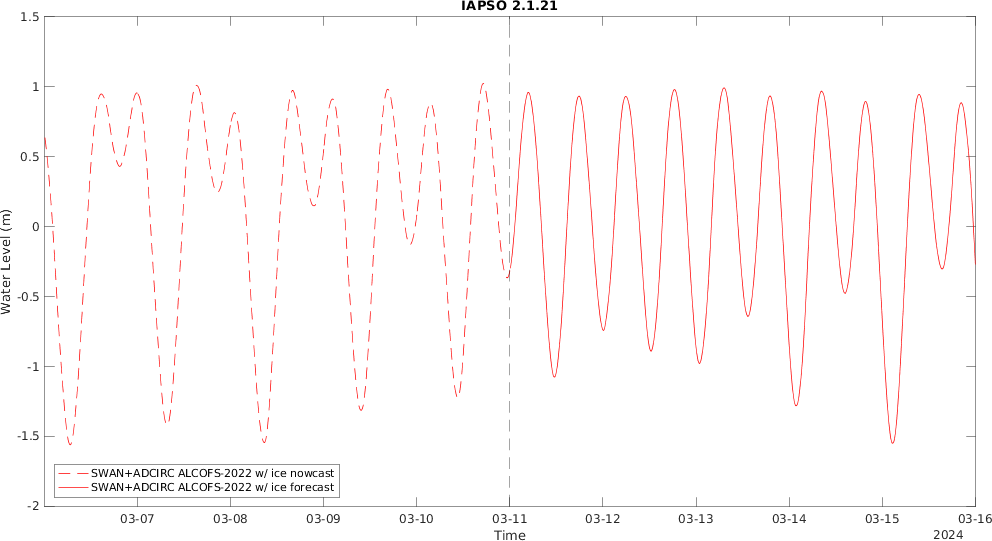 IAPSO 2.1.21
1.5
1
0.5
0
-0.5
-1
-1.5
-2
Water Level (m)
SWAN+ADCIRC ALCOFS-2022 w/ ice nowcast
SWAN+ADCIRC ALCOFS-2022 w/ ice forecast
03-07 03-08 03-09 03-10 03-11 03-12 03-13 03-14 03-15 03-16
Time
2024